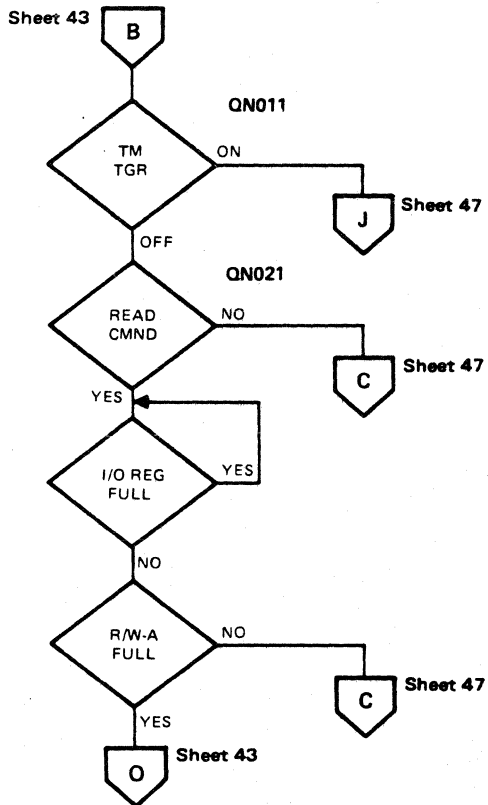 Sheet 43
B
QN011
TM
TGR
ON
J
Sheet 47
OFF
QN021
READ
CMND
NO
C
Sheet 47
YES
I/O REG
FULL
YES
NO
R/W-A
FULL
NO
C
Sheet 47
YES
O
Sheet 43